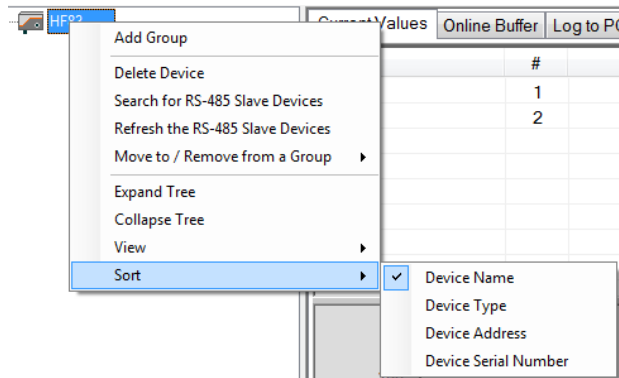 HF82
Current Values
Online Buffer
Log to PC
Add Group
#
Delete Device
Search for RS-485 Slave Devices
1
Refresh the RS-485 Slave Devices
2
Move to / Remove from a Group
Expand Tree
Collapse Tree
View
Sort
Device Name
Device Type
Device Address
Device Serial Number